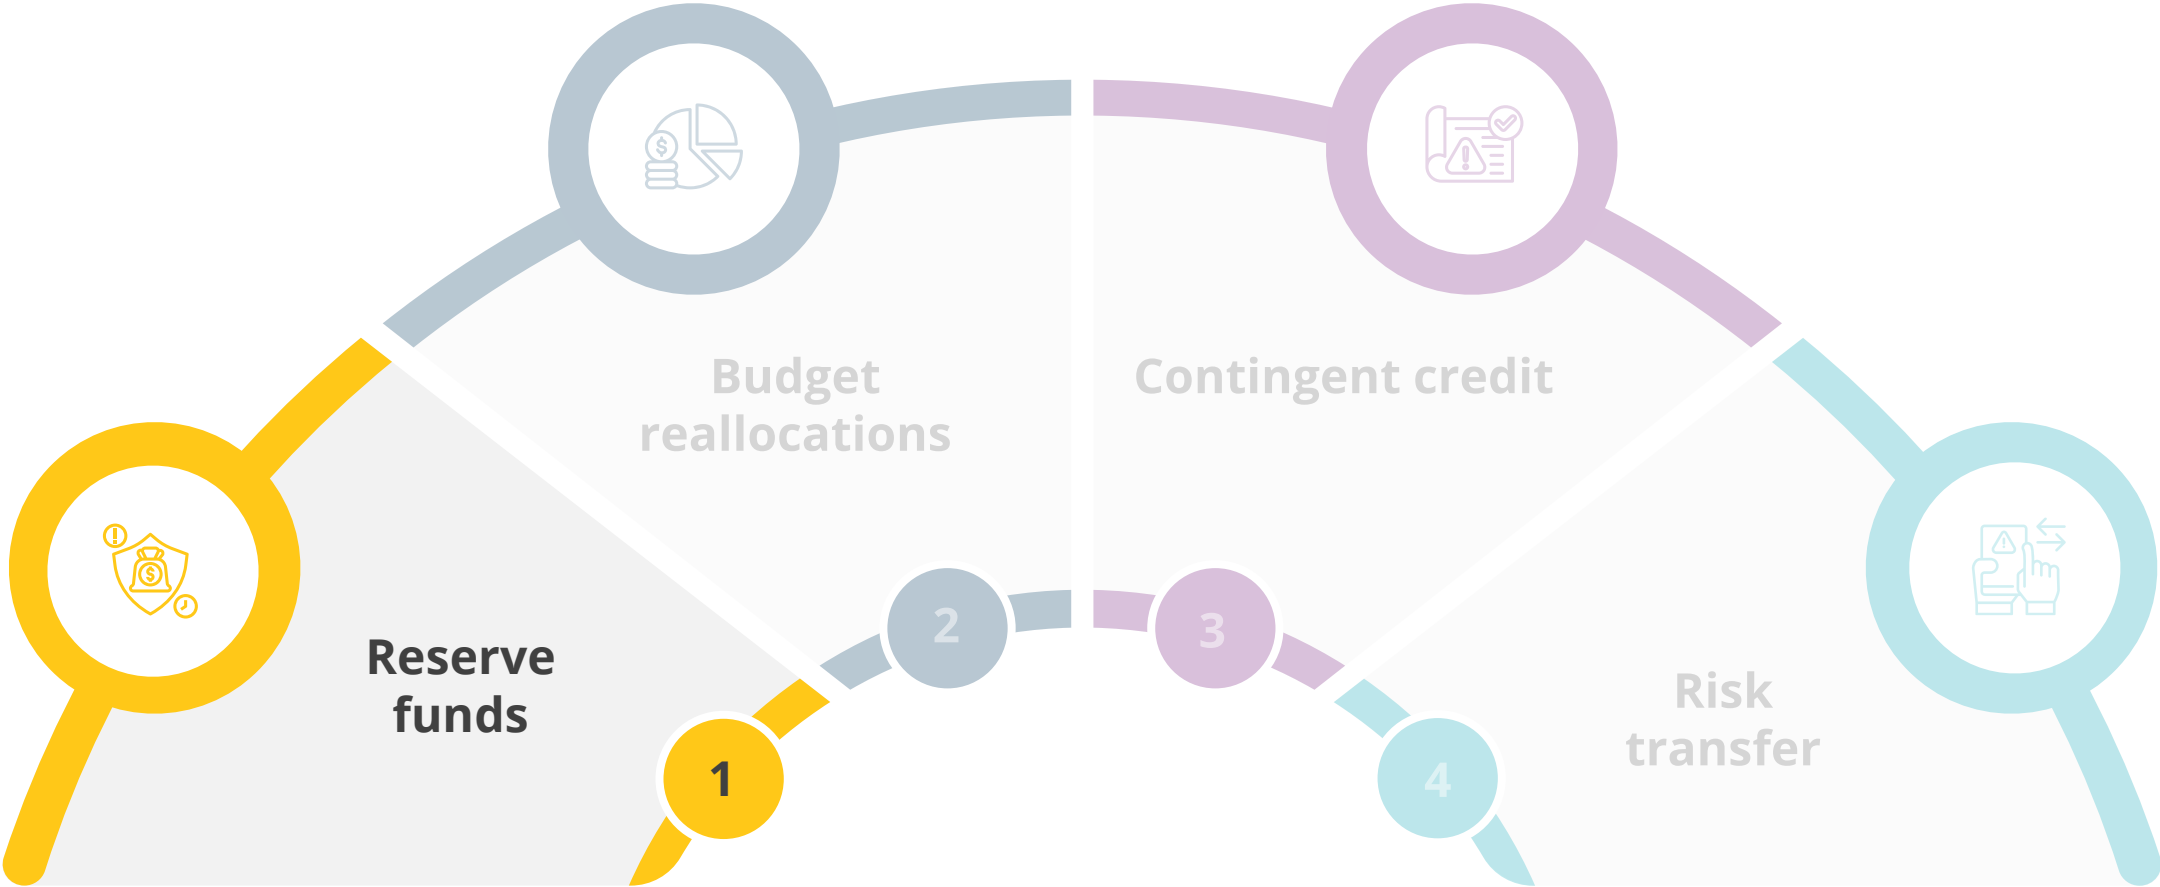 1
Reserve
funds
2
Budget
reallocations
3
Contingent credit
4
Risk
transfer